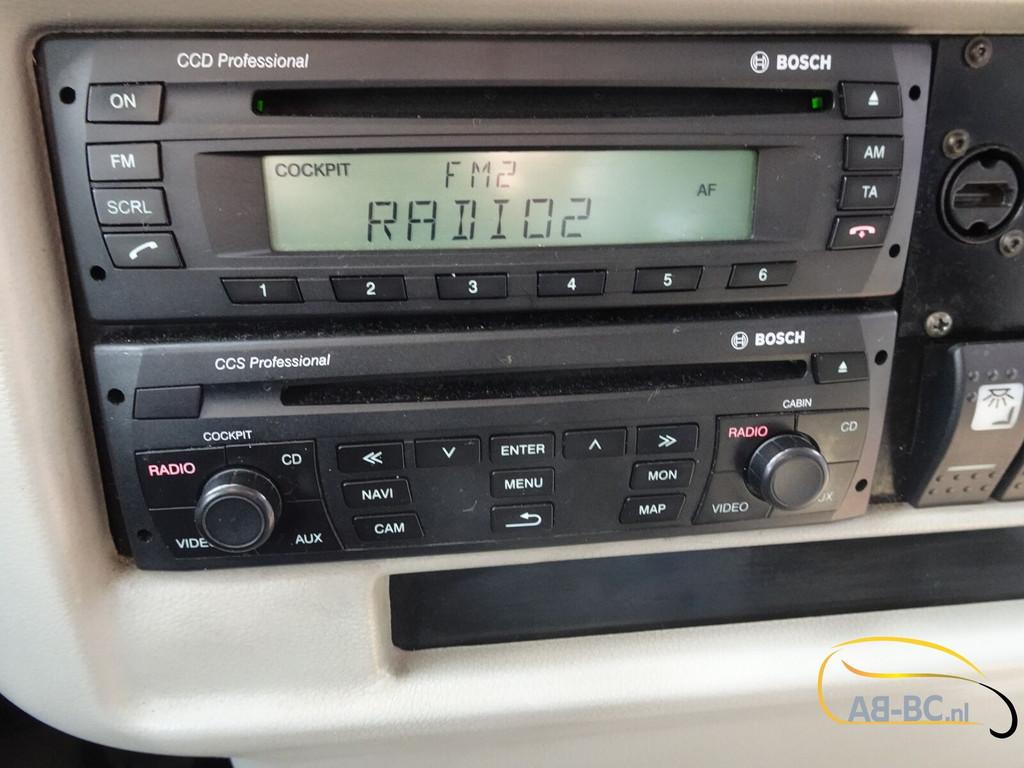 CCD Professional
BOSCH
ON
FM
AM
SCRL
TA
COCKPIT
FM2
AF
RADIO2
1 2 3 4 5 6
CCS Professional
BOSCH
COCKPIT
CABIN
RADIO
CD
ENTER
RADIO
CD
NAVI
MENU
MON
CAM
MAP
AUX
VIDEO
AB-BC.nl